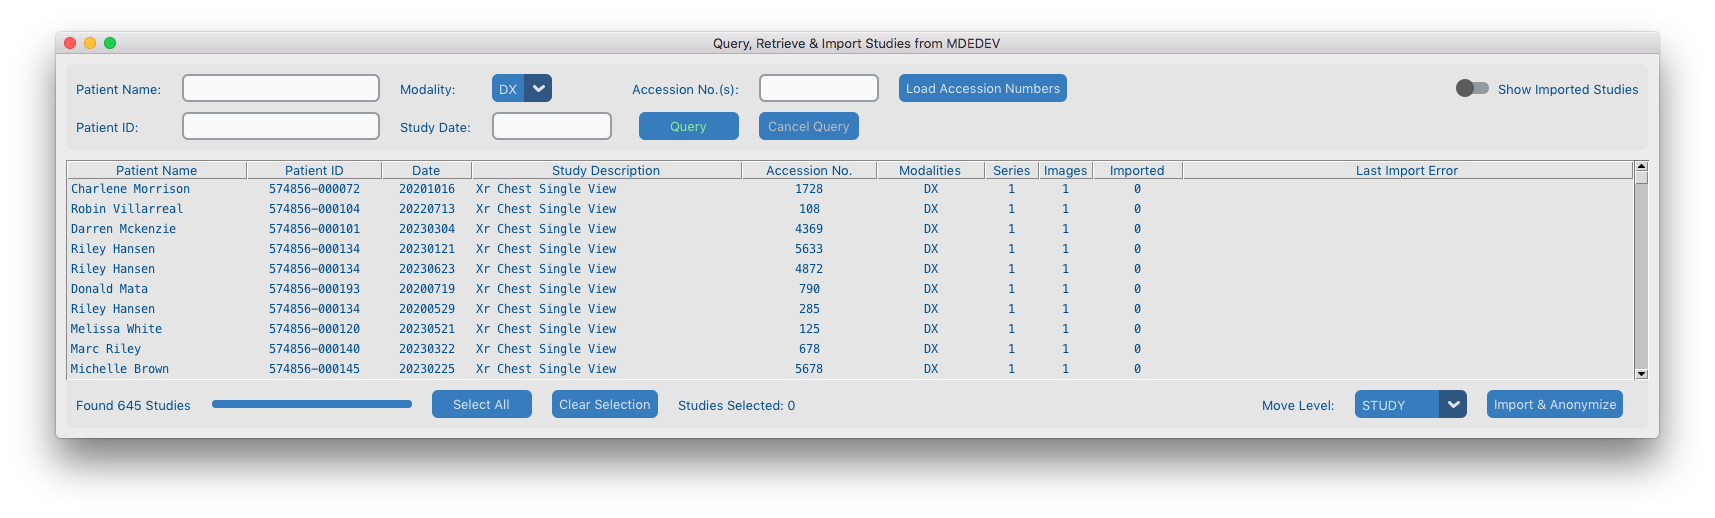 Query, Retrieve & Import Studies from MDEDEV
Patient Name: Modality: DX Accession No.(s): Load Accession Numbers Show Imported Studies
Patient ID: Study Date: Query Cancel Query
Patient Name Patient ID Date Study Description Accession No. Modalities Series Images Imported Last Import Error
Charlene Morrison 574856-000072 20201016 Xr Chest Single View 1728 DX 1 1 0
Robin Villarreal 574856-000104 20220713 Xr Chest Single View 108 DX 1 1 0
Darren Mckenzie 574856-000101 20230304 Xr Chest Single View 4369 DX 1 1 0
Riley Hansen 574856-000134 20230121 Xr Chest Single View 5633 DX 1 1 0
Riley Hansen 574856-000134 20230623 Xr Chest Single View 4872 DX 1 1 0
Donald Mata 574856-000193 20200719 Xr Chest Single View 790 DX 1 1 0
Riley Hansen 574856-000134 20200529 Xr Chest Single View 285 DX 1 1 0
Melissa White 574856-000120 20230521 Xr Chest Single View 125 DX 1 1 0
Marc Riley 574856-000140 20230322 Xr Chest Single View 678 DX 1 1 0
Michelle Brown 574856-000145 20230225 Xr Chest Single View 5678 DX 1 1 0
Found 645 Studies Select All Clear Selection Studies Selected: 0 Move Level: STUDY Import & Anonymize